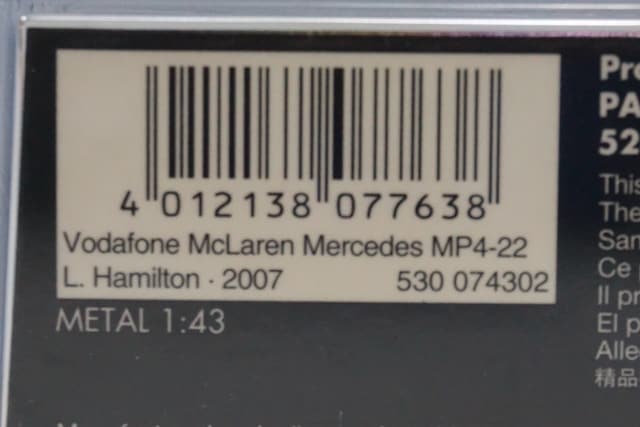 4 012138 077638
Vodafone McLaren Mercedes MP4-22
L. Hamilton · 2007 530 074302
METAL 1:43
PA
52
This
The
Ce
Il pr
El p
Alle
精品